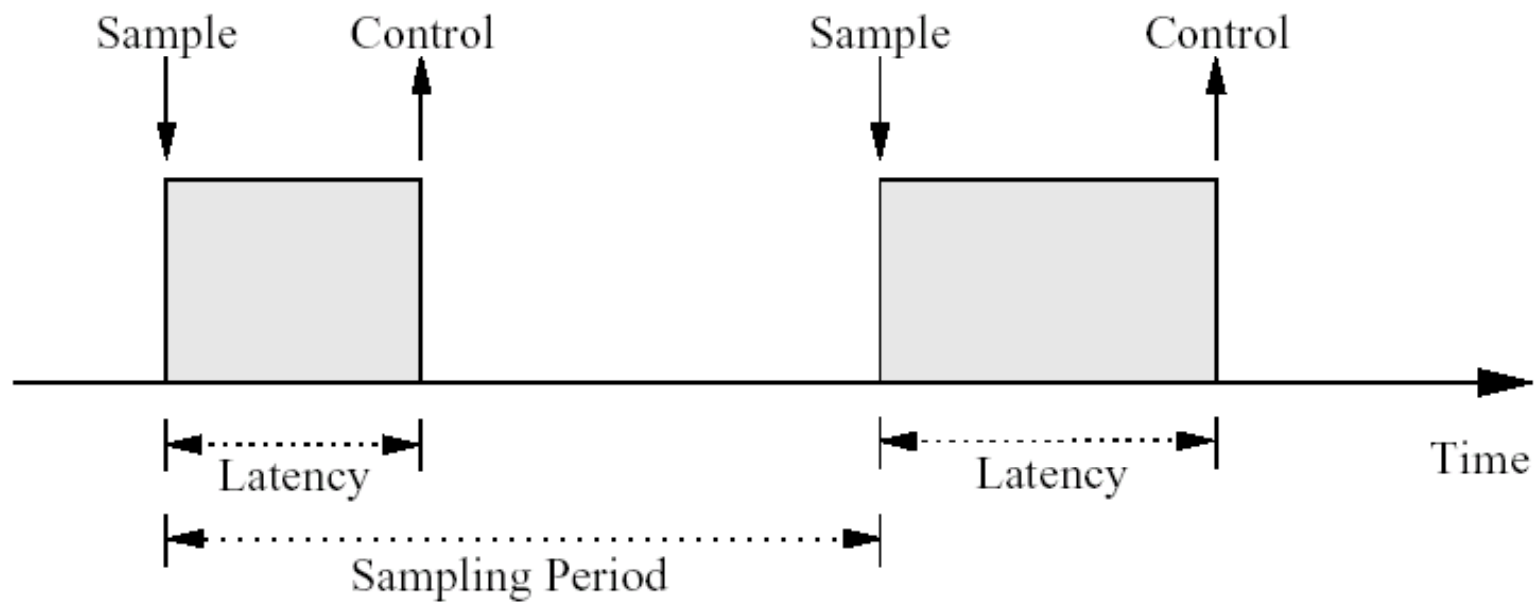 Sample Control Sample Control
Latency Latency Time
Sampling Period